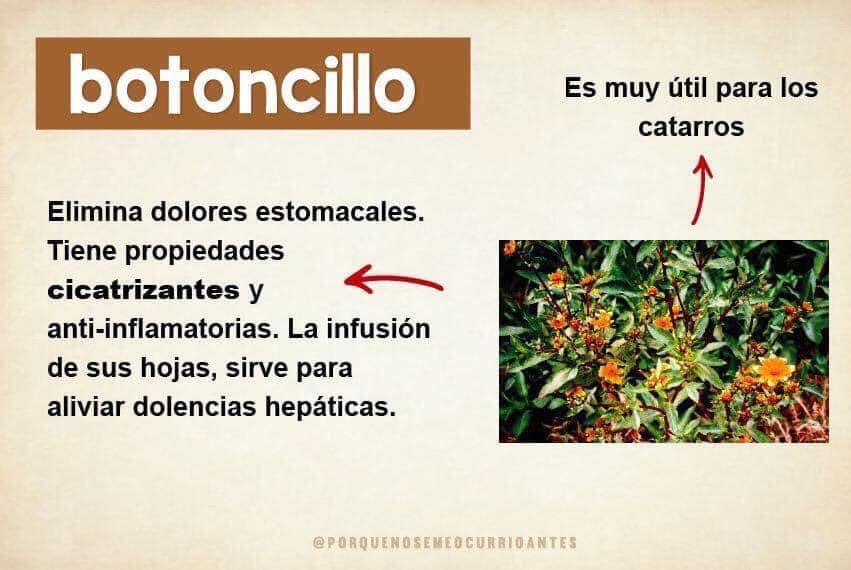 botoncillo
Es muy útil para los
catarros
Elimina dolores estomacales.
Tiene propiedades
cicatrizantes y
anti-inflamatorias. La infusión
de sus hojas, sirve para
aliviar dolencias hepáticas.
@PORQUENOSEMEOCURRIOANTES